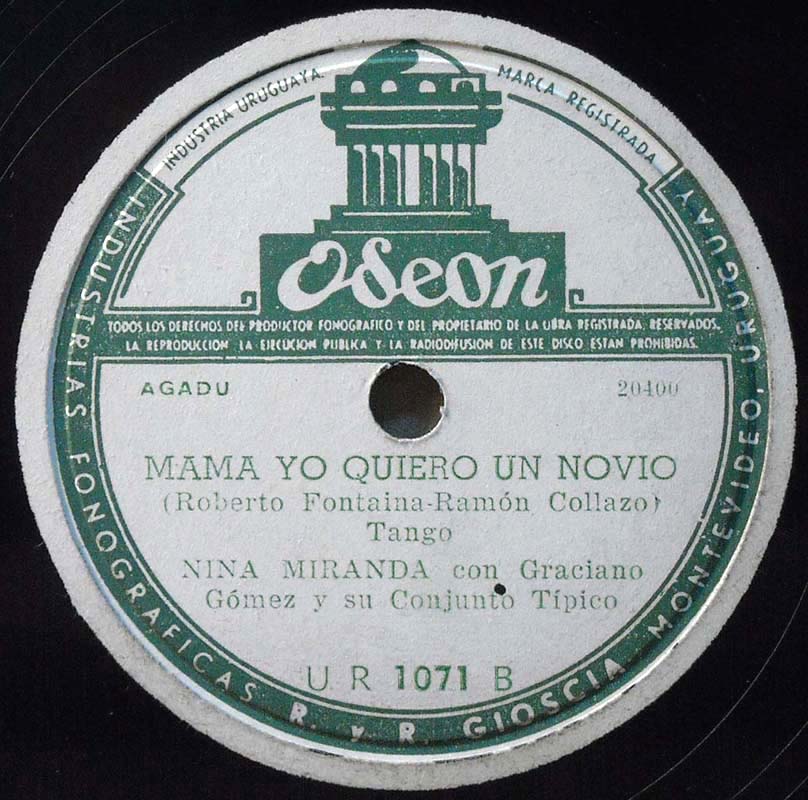 INDUSTRIA URUGUAYA
MARCA REGISTRADA
Odeon
TODOS LOS DERECHOS DEL PRODUCTOR FONOGRAFICO Y DEL PROPIETARIO DE LA OBRA REGISTRADA, RESERVADOS.
LA REPRODUCCION LA EJECUCION PUBLICA Y LA RADIODIFUSION DE ESTE DISCO ESTAN PROHIBIDAS.
AGADU
20400
MAMA YO QUIERO UN NOVIO
(Roberto Fontaina-Ramón Collazo)
Tango
NINA MIRANDA con Graciano
Gómez y su Conjunto Típico
U R 1071 B
INDUSTRIAS FONOGRAFICAS R. y R. GIOSCIA MONTEVIDEO, URUGUAY